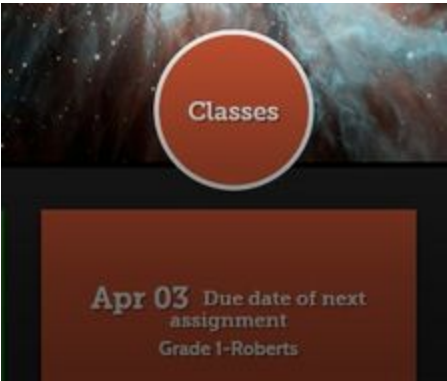 Classes
Apr 03 Due date of next
assignment
Grade 1-Roberts